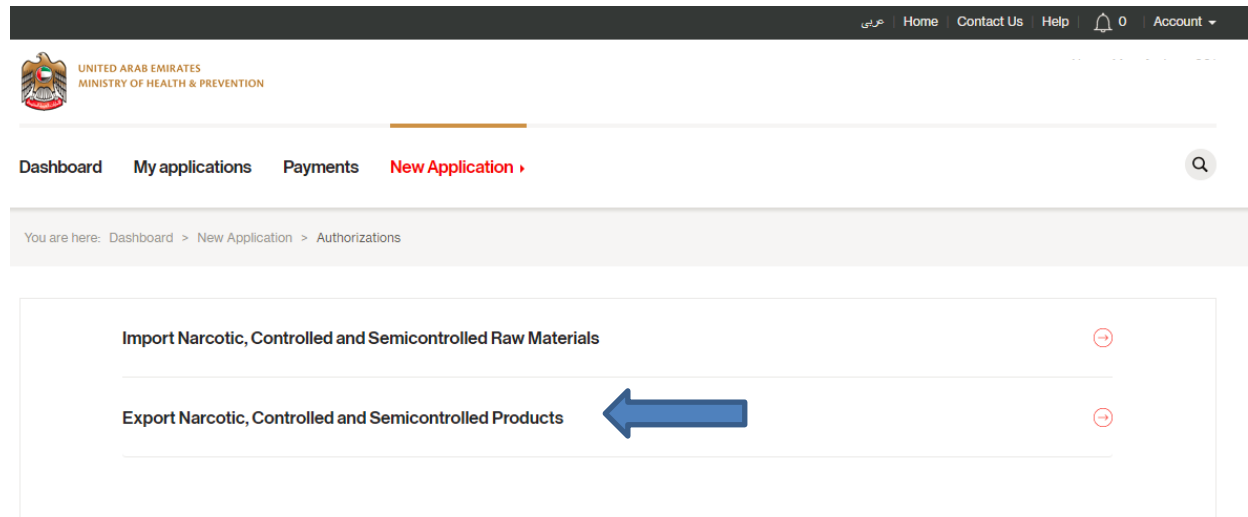 عربى | Home | Contact Us | Help | 0 | Account
UNITED ARAB EMIRATES
MINISTRY OF HEALTH & PREVENTION
Dashboard My applications Payments New Application
You are here: Dashboard > New Application > Authorizations
Import Narcotic, Controlled and Semicontrolled Raw Materials
Export Narcotic, Controlled and Semicontrolled Products